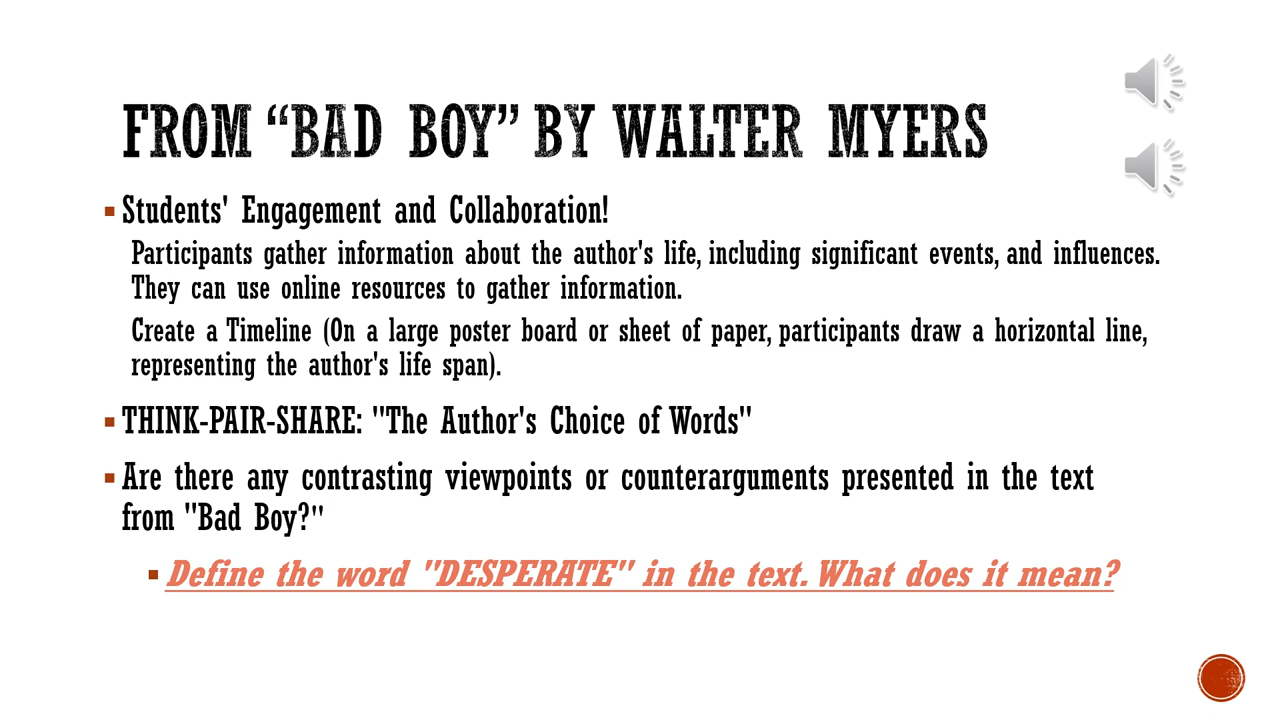 FROM “BAD BOY” BY WALTER MYERS
▪ Students' Engagement and Collaboration!
Participants gather information about the author's life, including significant events, and influences.
They can use online resources to gather information.
Create a Timeline (On a large poster board or sheet of paper, participants draw a horizontal line,
representing the author's life span).
▪ THINK-PAIR-SHARE: "The Author's Choice of Words"
▪ Are there any contrasting viewpoints or counterarguments presented in the text
from "Bad Boy?"
▪ Define the word "DESPERATE" in the text. What does it mean?